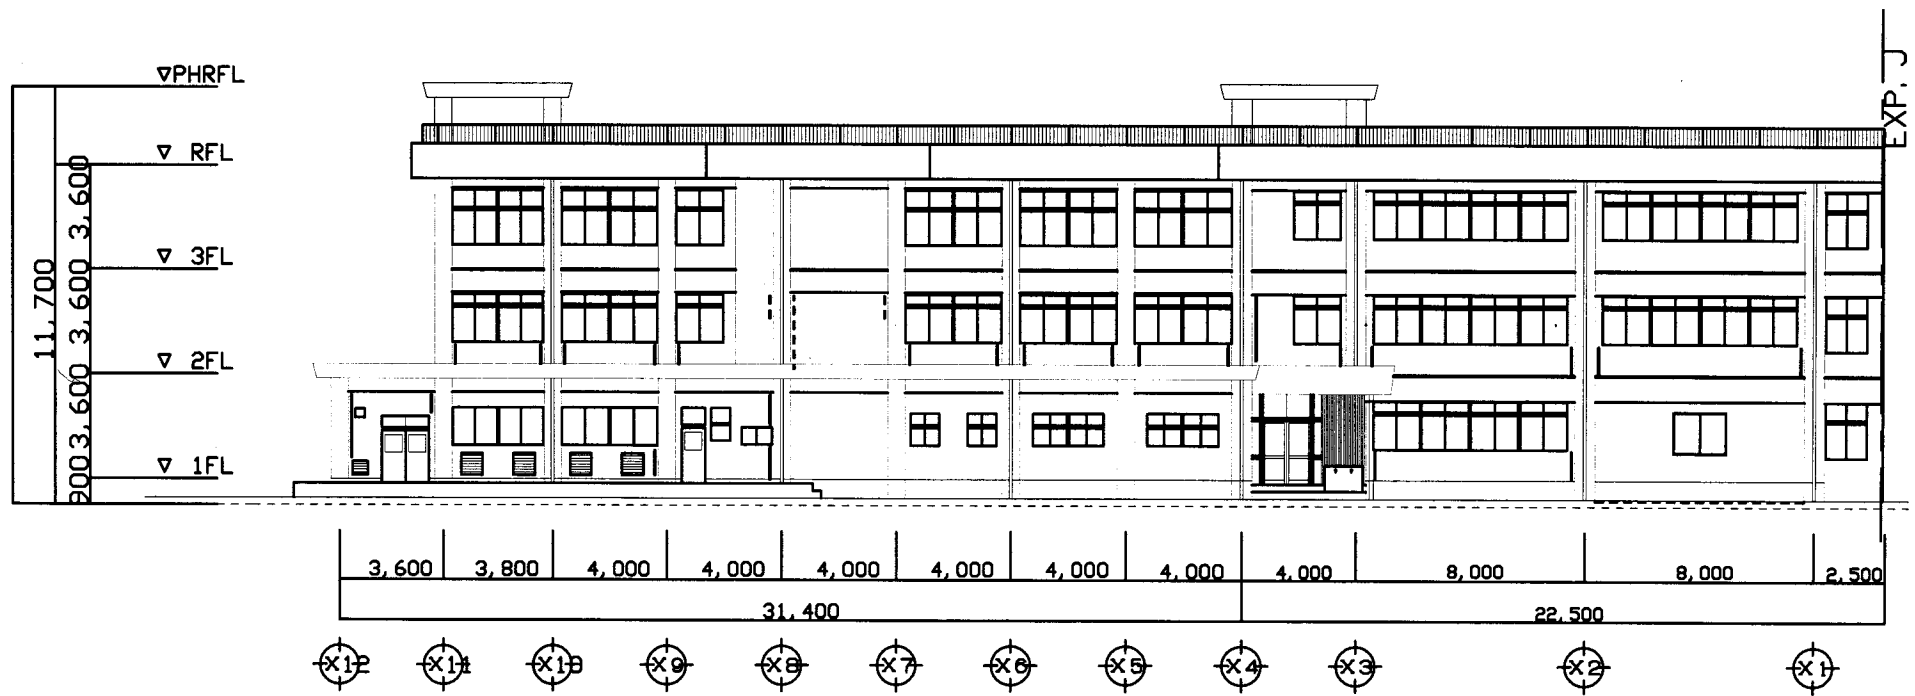 ▽PHRFL
▽ RFL
▽ 3FL
▽ 2FL
▽ 1FL
11,700
3,600
3,600
3,600
900
EXP. J
3,600 3,800 4,000 4,000 4,000 4,000 4,000 4,000 4,000 8,000 8,000 2,500
31,400 22,500
X12 X11 X10 X9 X8 X7 X6 X5 X4 X3 X2 X1